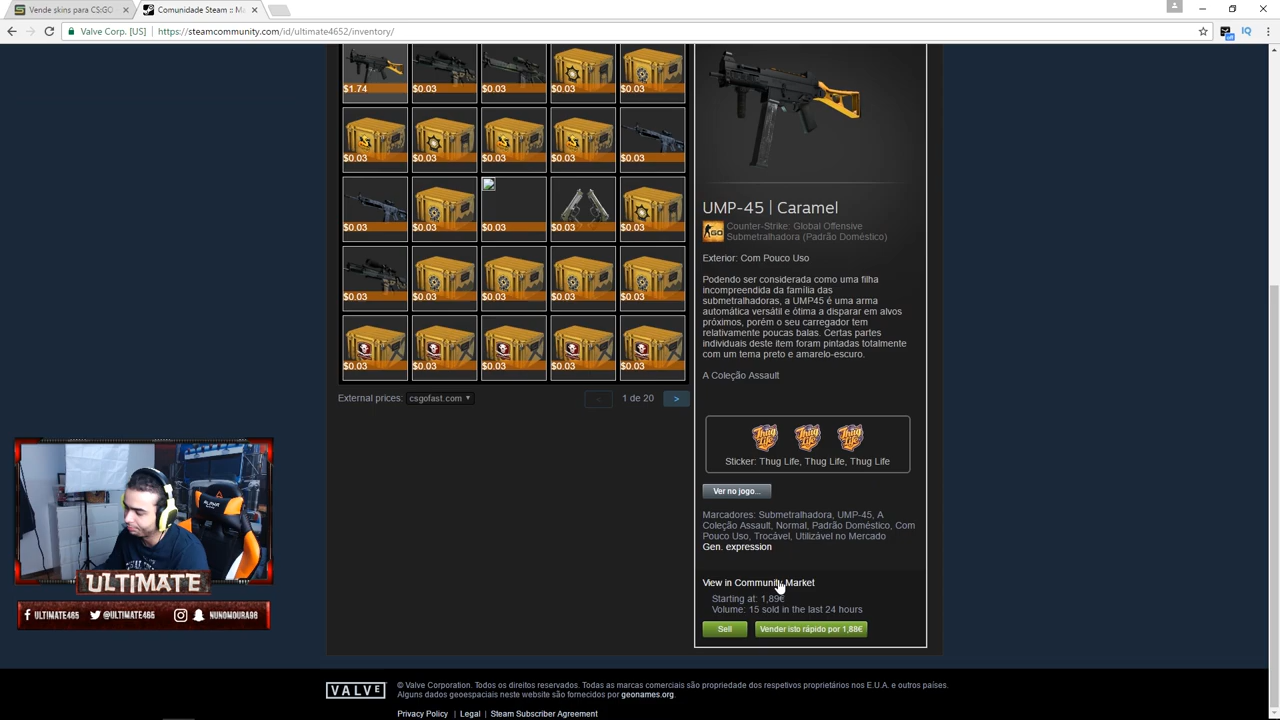 Vende skins para CS:GO
Comunidade Steam :: Ma
Valve Corp. [US]
https://steamcommunity.com/id/ultimate4652/inventory/
$1.74 $0.03 $0.03 $0.03 $0.03
$0.03 $0.03 $0.03 $0.03 $0.03
$0.03 $0.03 $0.03 $0.03 $0.03
$0.03 $0.03 $0.03 $0.03 $0.03
$0.03 $0.03 $0.03 $0.03 $0.03
External prices: csgofast.com
1 de 20 >
UMP-45 | Caramel
Counter-Strike: Global Offensive
Submetralhadora (Padrão Doméstico)
Exterior: Com Pouco Uso
Podendo ser considerada como uma filha
incompreendida da família das
submetralhadoras, a UMP45 é uma arma
automática versátil e ótima a disparar em alvos
próximos, porém o seu carregador tem
relativamente poucas balas. Certas partes
individuais deste item foram pintadas totalmente
com um tema preto e amarelo-escuro.
A Coleção Assault
Thug Life Thug Life Thug Life
Sticker: Thug Life, Thug Life, Thug Life
Ver no jogo...
Marcadores: Submetralhadora, UMP-45, A
Coleção Assault, Normal, Padrão Doméstico, Com
Pouco Uso, Trocável, Utilizável no Mercado
Gen. expression
View in Community Market
Starting at: 1,89€
Volume: 15 sold in the last 24 hours
Sell
Vender isto rápido por 1,88€
ULTIMATE
ULTIMATE465 @ULTIMATE465 NUNOMOURA98
VALVE
© Valve Corporation. Todos os direitos reservados. Todas as marcas comerciais são propriedade dos respetivos proprietários nos E.U.A. e outros países.
Alguns dados geoespaciais neste website são fornecidos por geonames.org.
Privacy Policy | Legal | Steam Subscriber Agreement